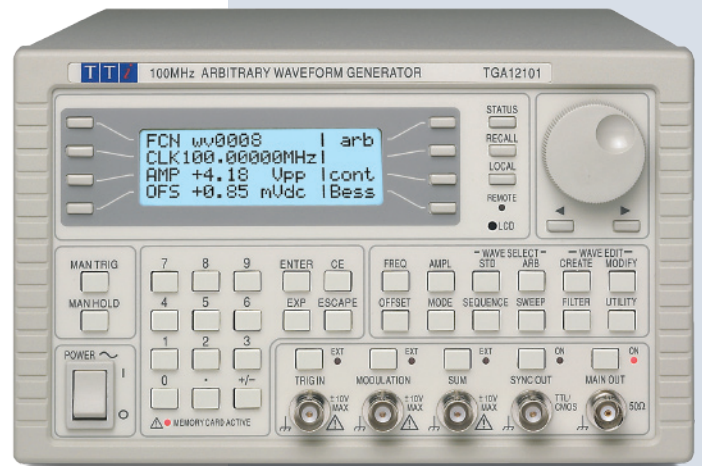 TTi 100MHz ARBITRARY WAVEFORM GENERATOR TGA12101
STATUS
RECALL
LOCAL
REMOTE
LCD
FCN wv0008 | arb
CLK100.00000MHz|
AMP +4.18 Vpp |cont
OFS +0.85 mVdc |Bess
MAN TRIG
MAN HOLD
7 8 9 ENTER CE
4 5 6 EXP ESCAPE
1 2 3
0 . +/-
MEMORY CARD ACTIVE
WAVE SELECT WAVE EDIT
FREQ AMPL STD ARB CREATE MODIFY
OFFSET MODE SEQUENCE SWEEP FILTER UTILITY
POWER
I
O
EXT EXT EXT ON ON
TRIG IN MODULATION SUM SYNC OUT MAIN OUT
±10V MAX ±10V MAX ±10V MAX TTL/CMOS 50Ω